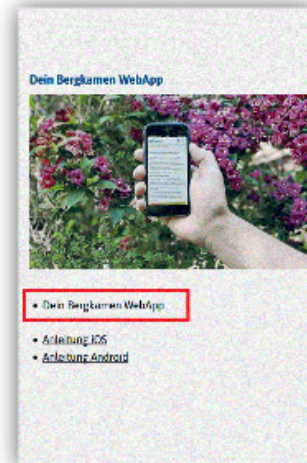 Dein Bergkamen WebApp
• Dein Bergkamen WebApp
• Anleitung iOS
• Anleitung Android